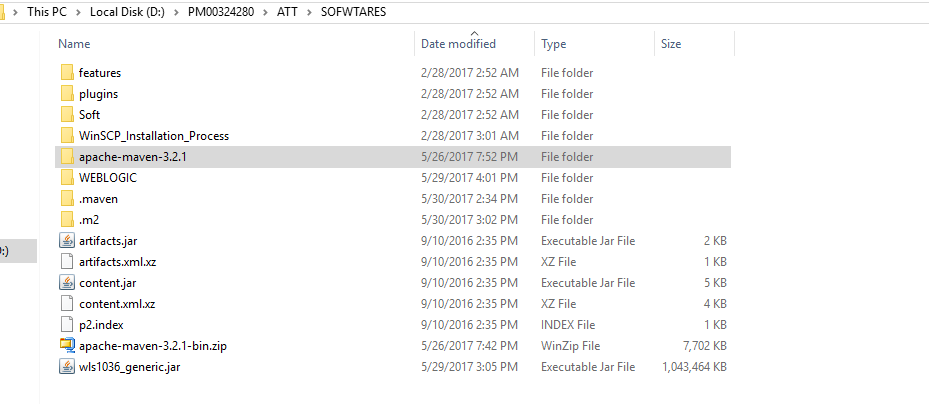 This PC > Local Disk (D:) > PM00324280 > ATT > SOFWTARES
Name Date modified Type Size
features 2/28/2017 2:52 AM File folder
plugins 2/28/2017 2:52 AM File folder
Soft 2/28/2017 2:52 AM File folder
WinSCP_Installation_Process 2/28/2017 3:01 AM File folder
apache-maven-3.2.1 5/26/2017 7:52 PM File folder
WEBLOGIC 5/29/2017 4:01 PM File folder
.maven 5/30/2017 2:34 PM File folder
.m2 5/30/2017 3:02 PM File folder
artifacts.jar 9/10/2016 2:35 PM Executable Jar File 2 KB
artifacts.xml.xz 9/10/2016 2:35 PM XZ File 1 KB
content.jar 9/10/2016 2:35 PM Executable Jar File 5 KB
content.xml.xz 9/10/2016 2:35 PM XZ File 4 KB
p2.index 9/10/2016 2:35 PM INDEX File 1 KB
apache-maven-3.2.1-bin.zip 5/26/2017 7:42 PM WinZip File 7,702 KB
wls1036_generic.jar 5/29/2017 3:05 PM Executable Jar File 1,043,464 KB